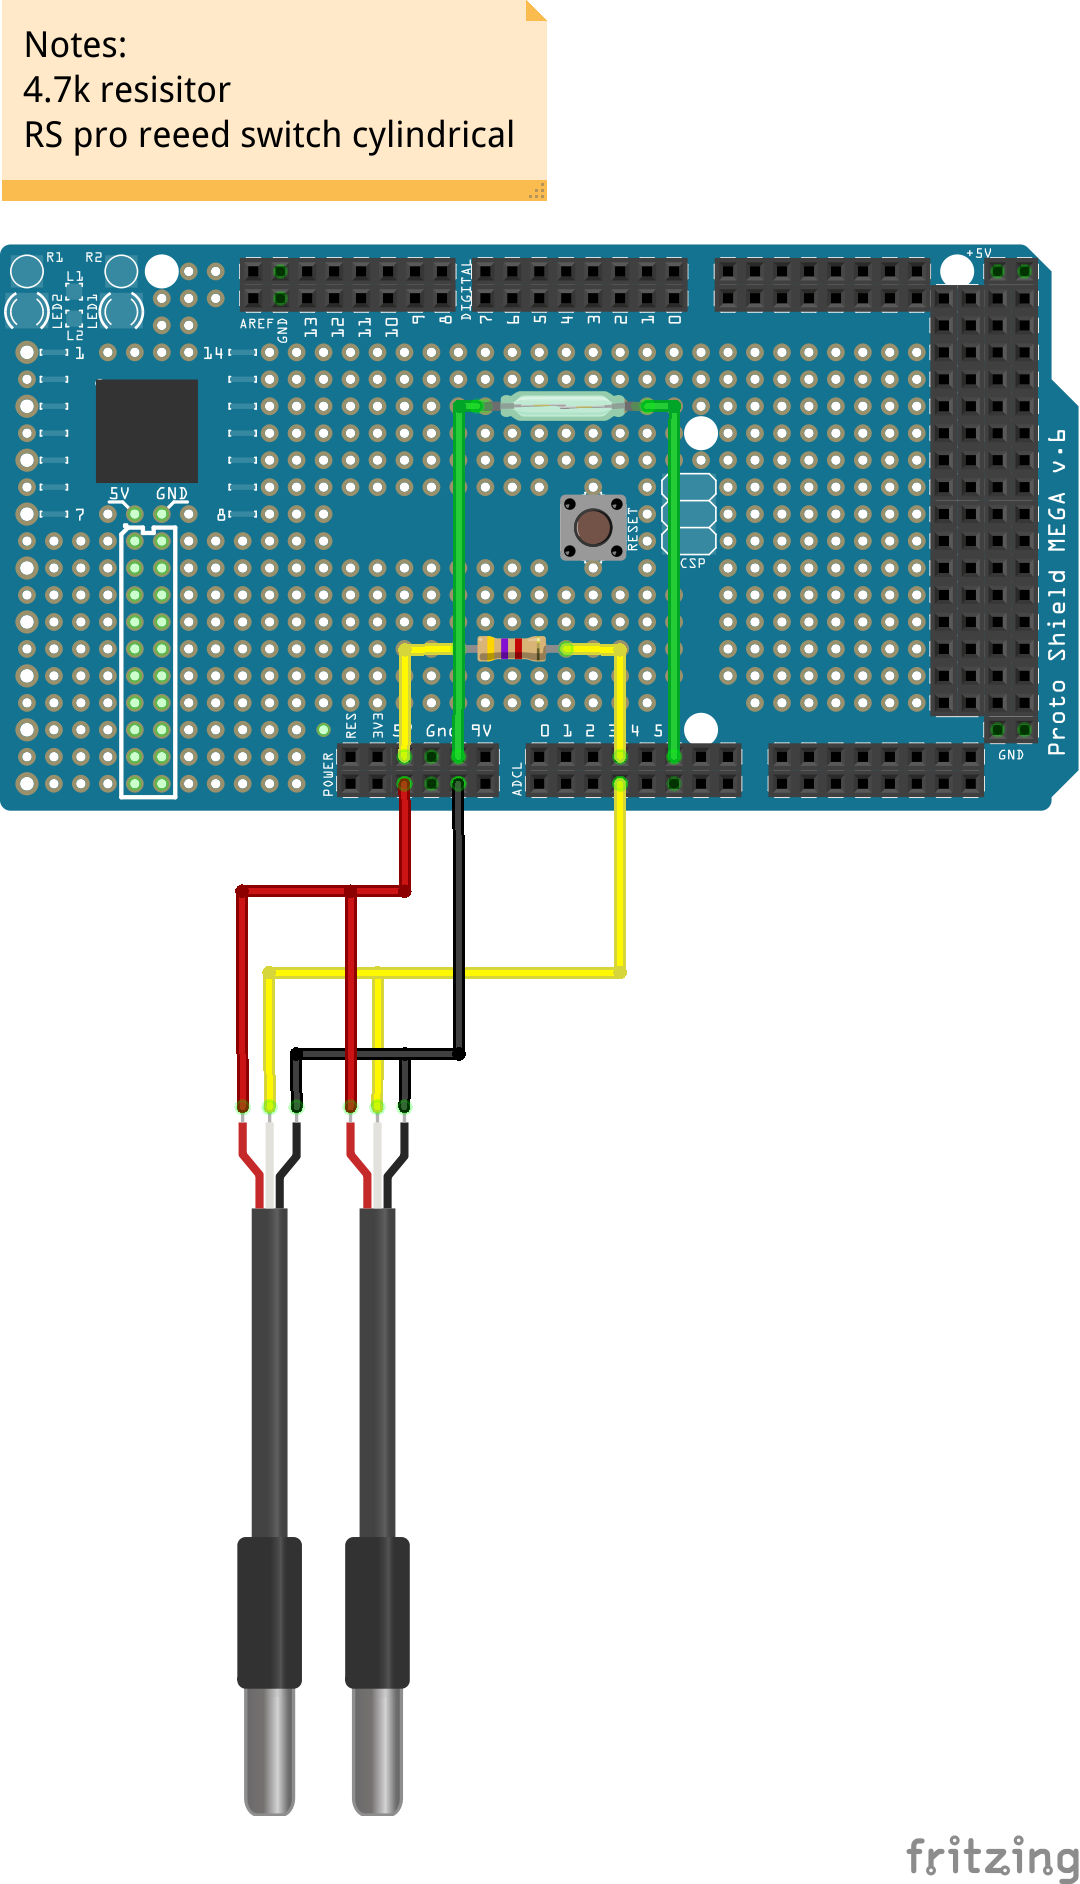 Notes:
4.7k resisitor
RS pro reeed switch cylindrical
R1 R2 +5V
L1
LED2 LED1
L2
DIGITAL
AREF GND 13 12 11 10 9 8 7 6 5 4 3 2 1 0
1 14
5V GND
7 8
RESET
CSP
Proto Shield MEGA v.6
RES 3V3 5 Gnd 9V 0 1 2 3 4 5
POWER ADCL
GND
fritzing